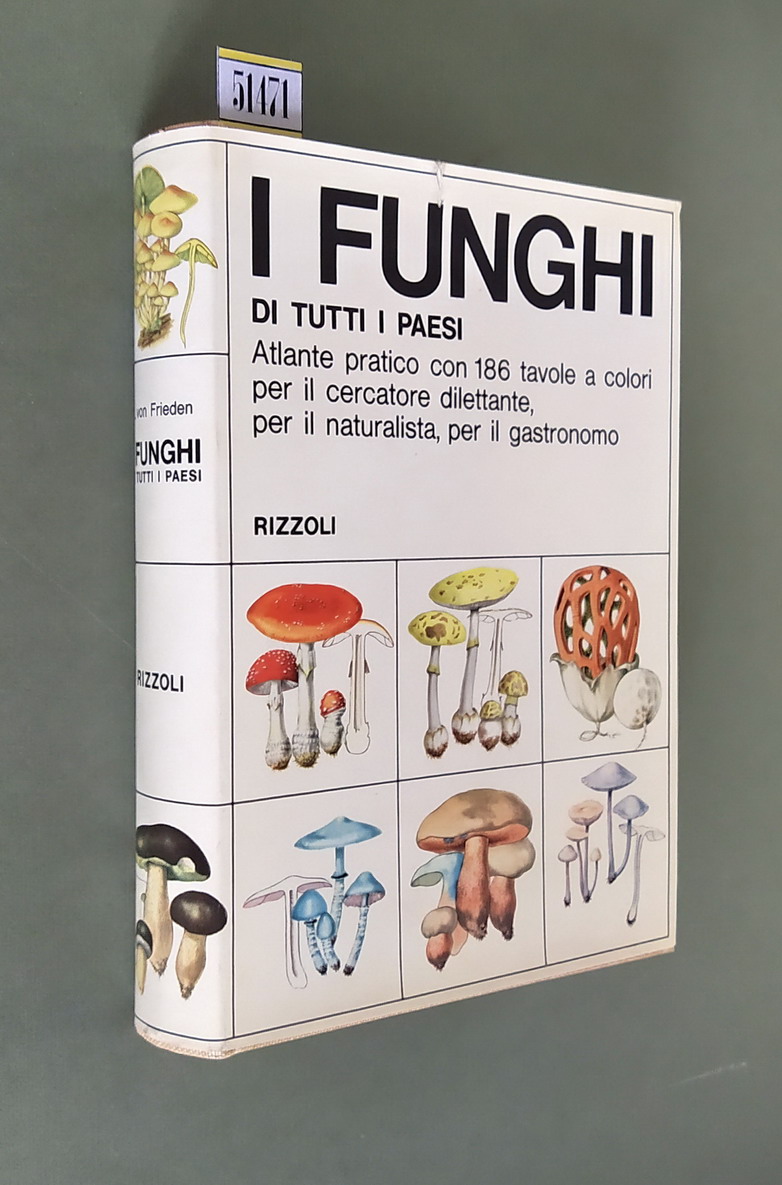 51471
I FUNGHI
DI TUTTI I PAESI
Atlante pratico con 186 tavole a colori
per il cercatore dilettante,
per il naturalista, per il gastronomo
RIZZOLI
von Frieden
FUNGHI
TUTTI I PAESI
RIZZOLI